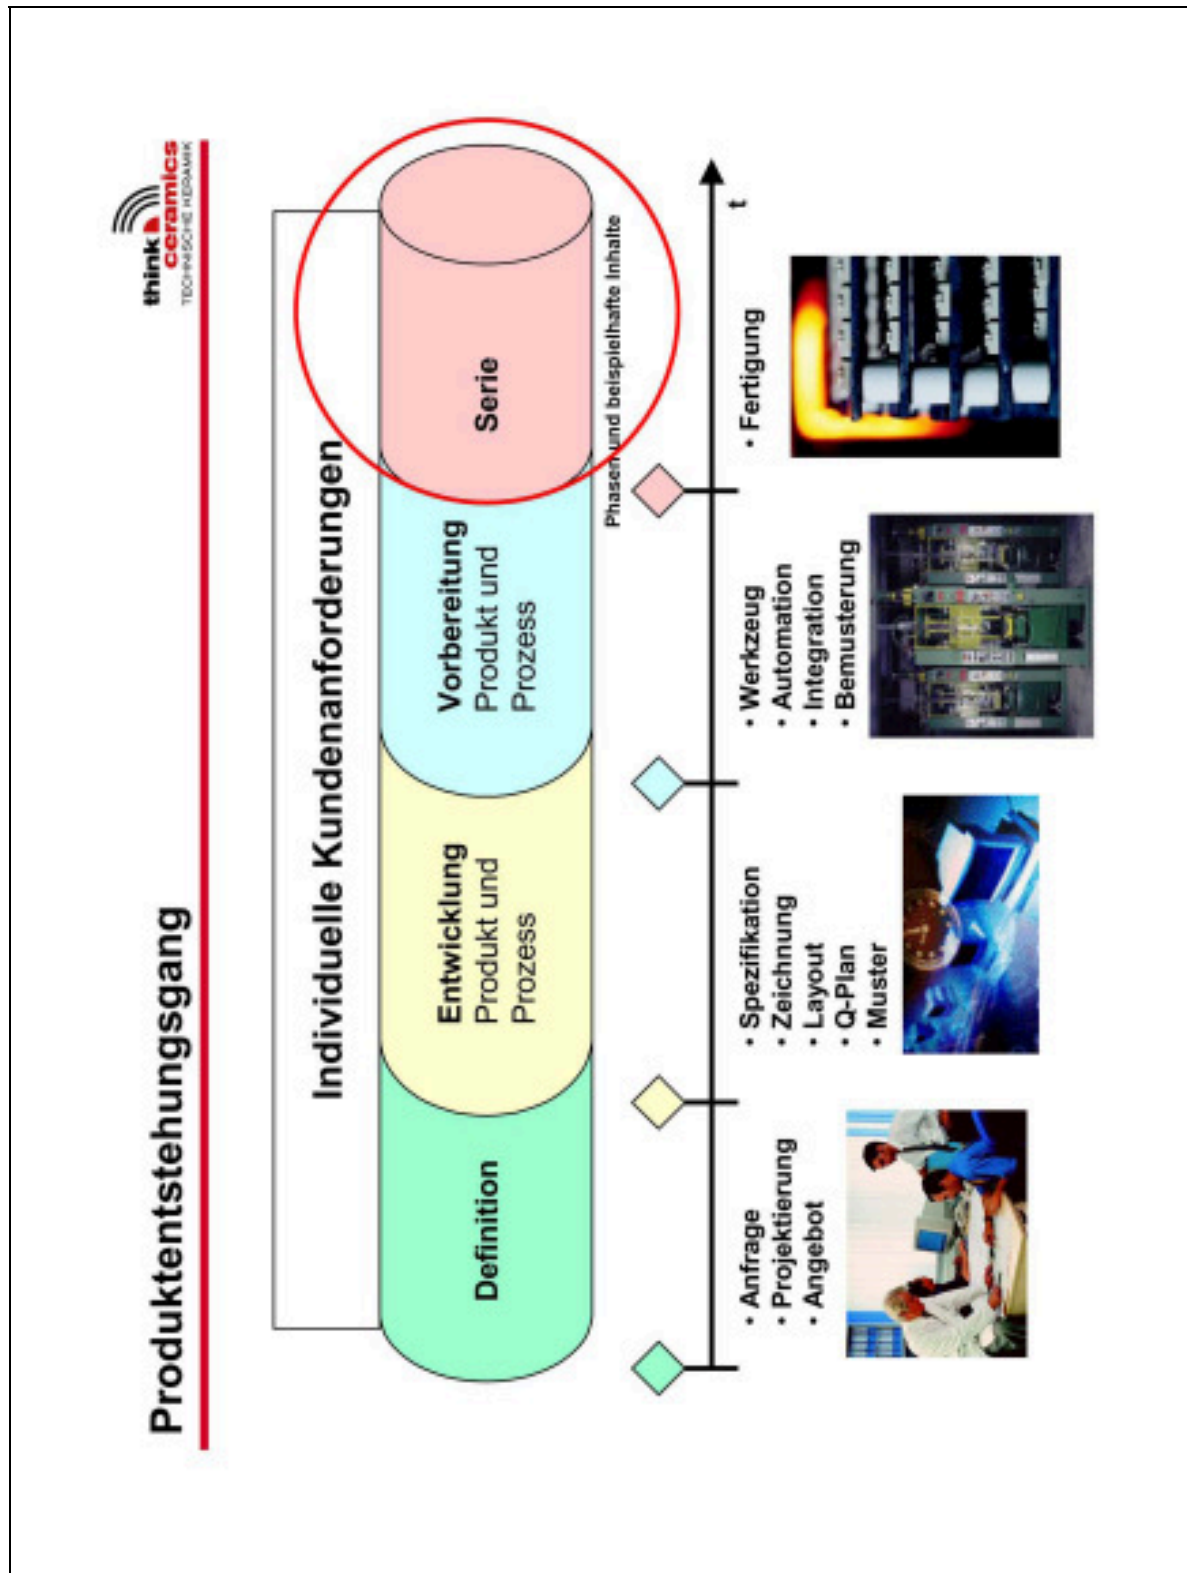 Produktentstehungsgang
think
ceramics
TECHNISCHE KERAMIK
Individuelle Kundenanforderungen
Definition
Entwicklung
Produkt und
Prozess
Vorbereitung
Produkt und
Prozess
Serie
Phasen und beispielhafte Inhalte
t
• Anfrage
• Projektierung
• Angebot
• Spezifikation
• Zeichnung
• Layout
• Q-Plan
• Muster
• Werkzeug
• Automation
• Integration
• Bemusterung
• Fertigung